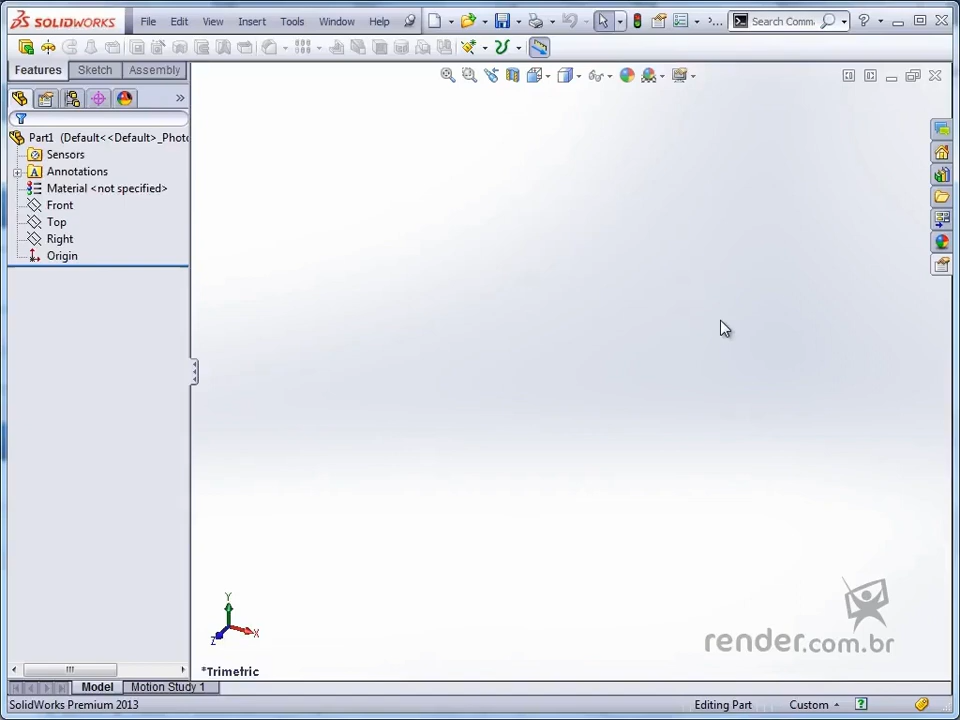 SOLIDWORKS File Edit View Insert Tools Window Help Search Comm
Features Sketch Assembly
Part1 (Default<<Default>_Photo
Sensors
Annotations
Material <not specified>
Front
Top
Right
Origin
Y
X
Z
render.com.br
*Trimetric
Model Motion Study 1
SolidWorks Premium 2013 Editing Part Custom